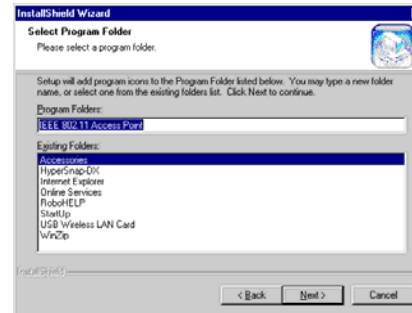 InstallShield Wizard
Select Program Folder
Please select a program folder.
Setup will add program icons to the Program Folder listed below. You may type a new folder
name, or select one from the existing folders list. Click Next to continue.
Program Folders:
IEEE 802.11 Access Point
Existing Folders:
Accessories
HyperSnap-DX
Internet Explorer
Online Services
RoboHELP
StartUp
USB Wireless LAN Card
WinZip
InstallShield
< Back
Next >
Cancel